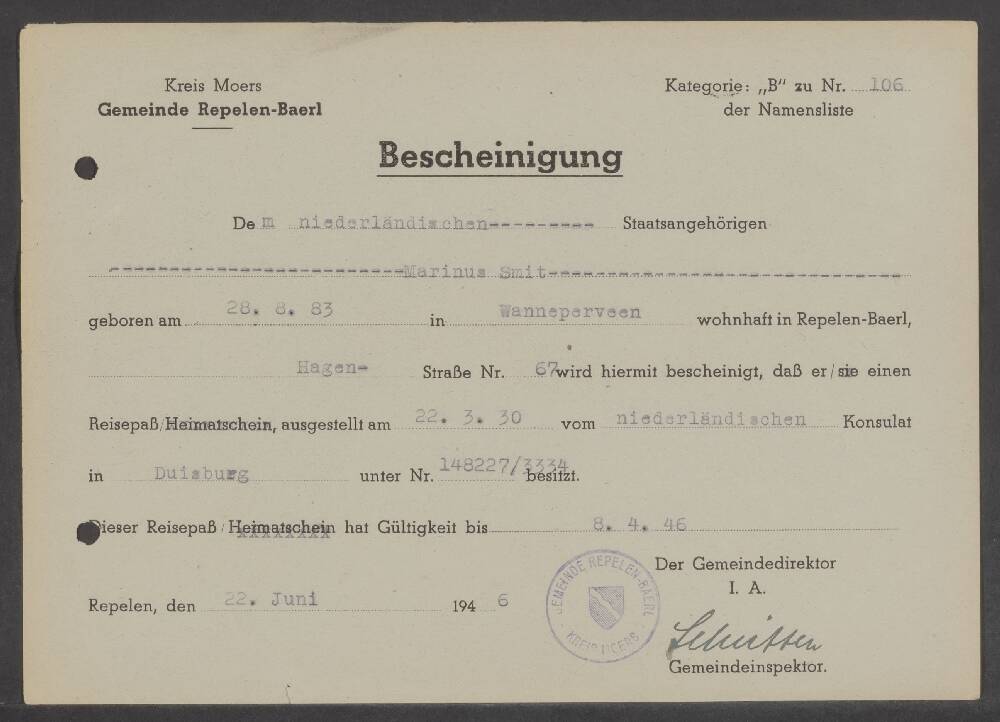 Kreis Moers
Gemeinde Repelen-Baerl
Kategorie: „B" zu Nr. 106
der Namensliste
Bescheinigung
Dem niederländischen--------- Staatsangehörigen
------------------------Marinus Smit-----------------------------
geboren am 28. 8. 83 in Wanneperveen wohnhaft in Repelen-Baerl,
Hagen- Straße Nr. 67 wird hiermit bescheinigt, daß er/sie einen
Reisepaß/Heimatschein, ausgestellt am 22. 3. 30 vom niederländischen Konsulat
in Duisburg unter Nr. 148227/3334 besitzt.
Dieser Reisepaß/Heimatschein hat Gültigkeit bis 8. 4. 46
Der Gemeindedirektor
I. A.
Repelen, den 22. Juni 1946
GEMEINDE REPELEN-BAERL
KREIS MOERS
Schritten
Gemeindeinspektor.